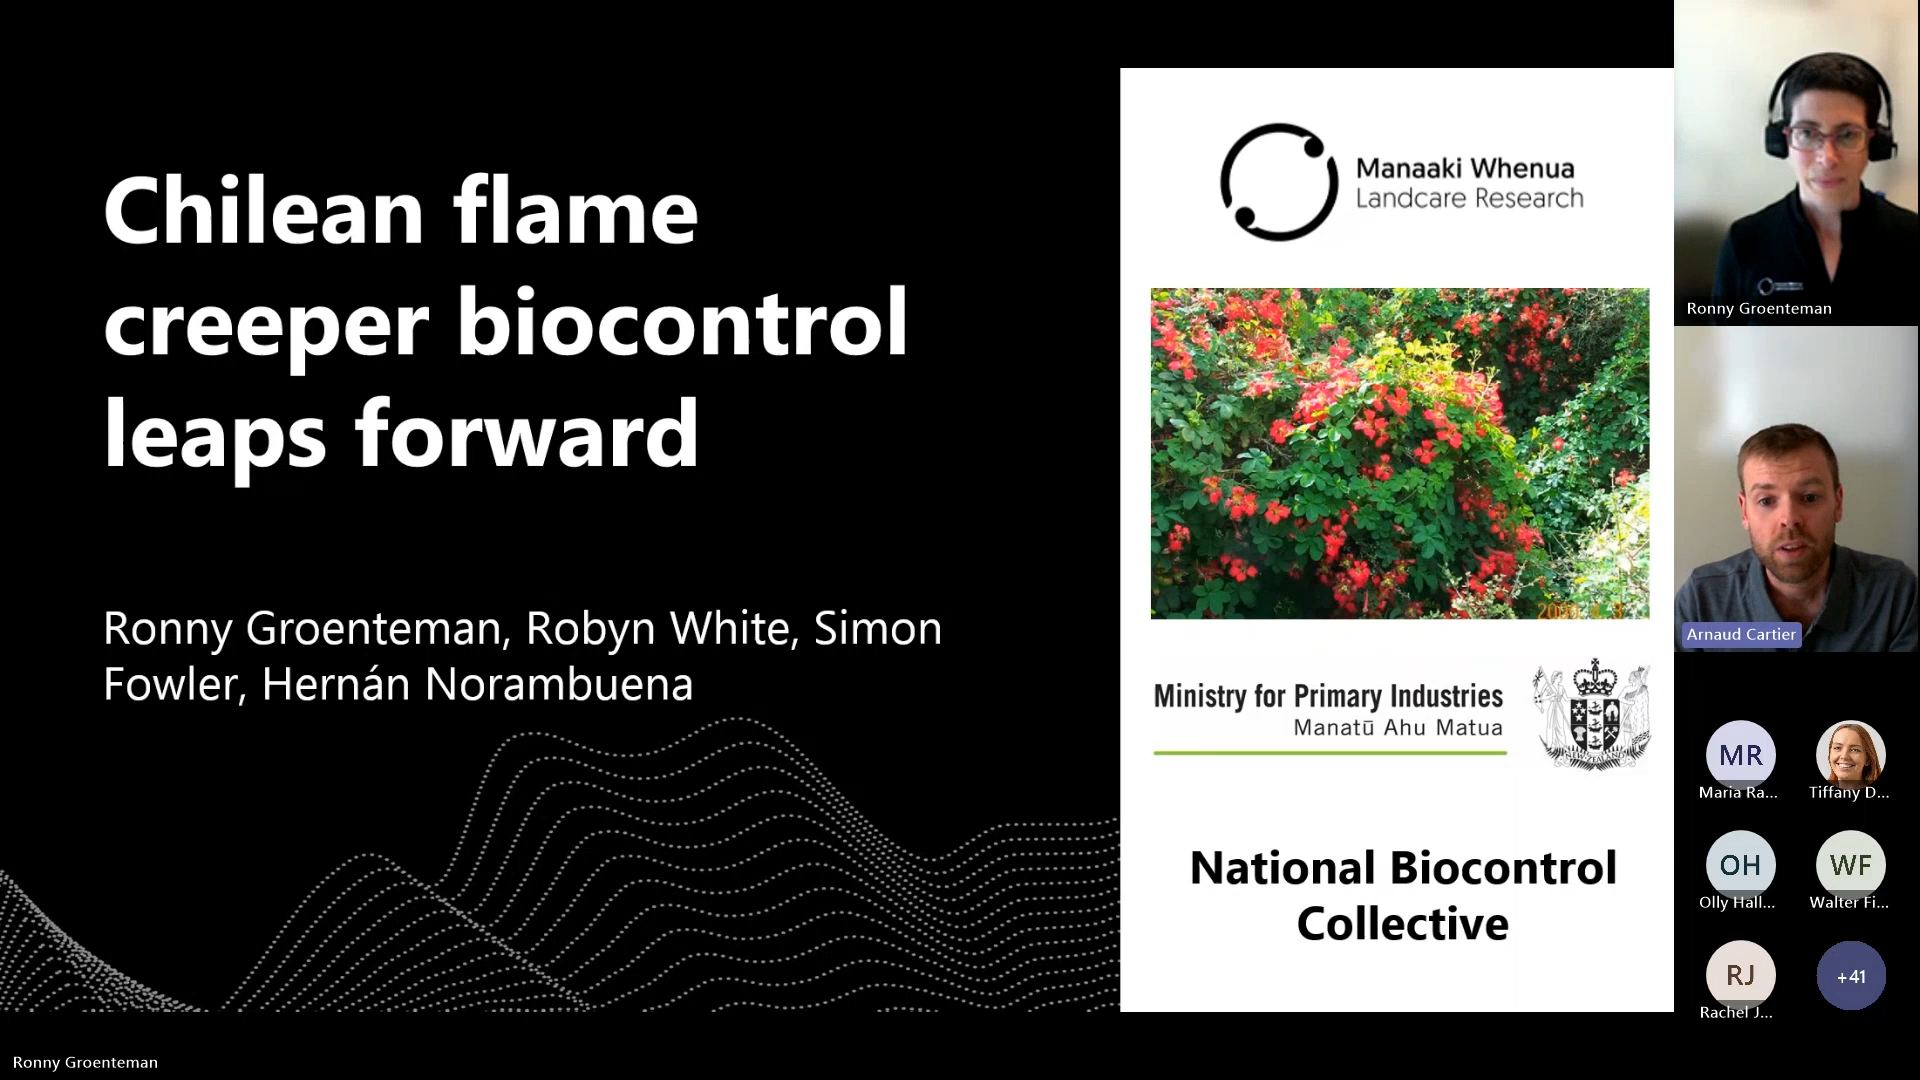 Chilean flame
creeper biocontrol
leaps forward
Ronny Groenteman, Robyn White, Simon
Fowler, Hernán Norambuena
Manaaki Whenua
Landcare Research
Ministry for Primary Industries
Manatū Ahu Matua
NEW ZEALAND
National Biocontrol
Collective
Ronny Groenteman
Arnaud Cartier
MR
Maria Ra...
Tiffany D...
OH
Olly Hall...
WF
Walter Fi...
RJ
Rachel J...
+41
Ronny Groenteman